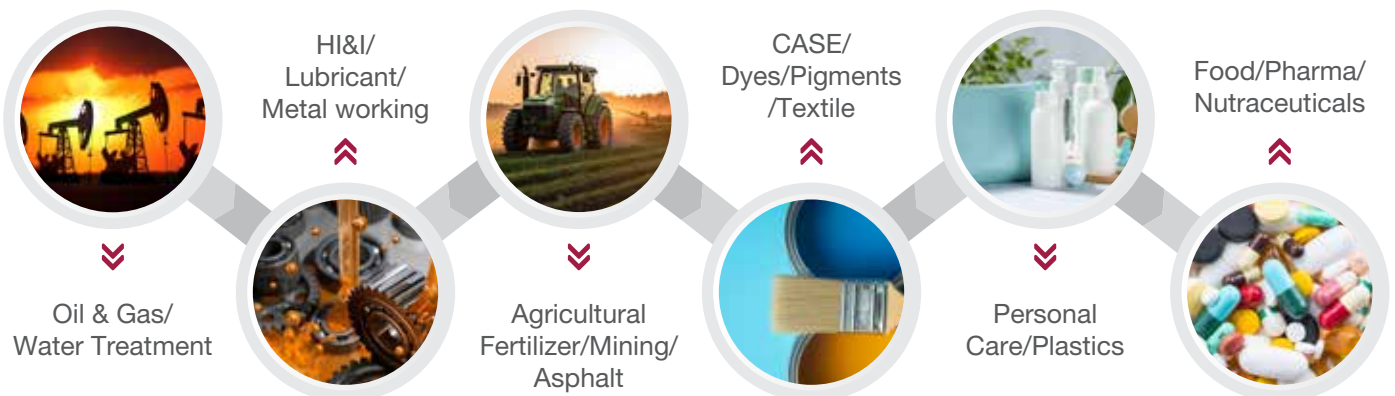 Oil & Gas/
Water Treatment
HI&I/
Lubricant/
Metal working
Agricultural
Fertilizer/Mining/
Asphalt
CASE/
Dyes/Pigments
/Textile
Personal
Care/Plastics
Food/Pharma/
Nutraceuticals